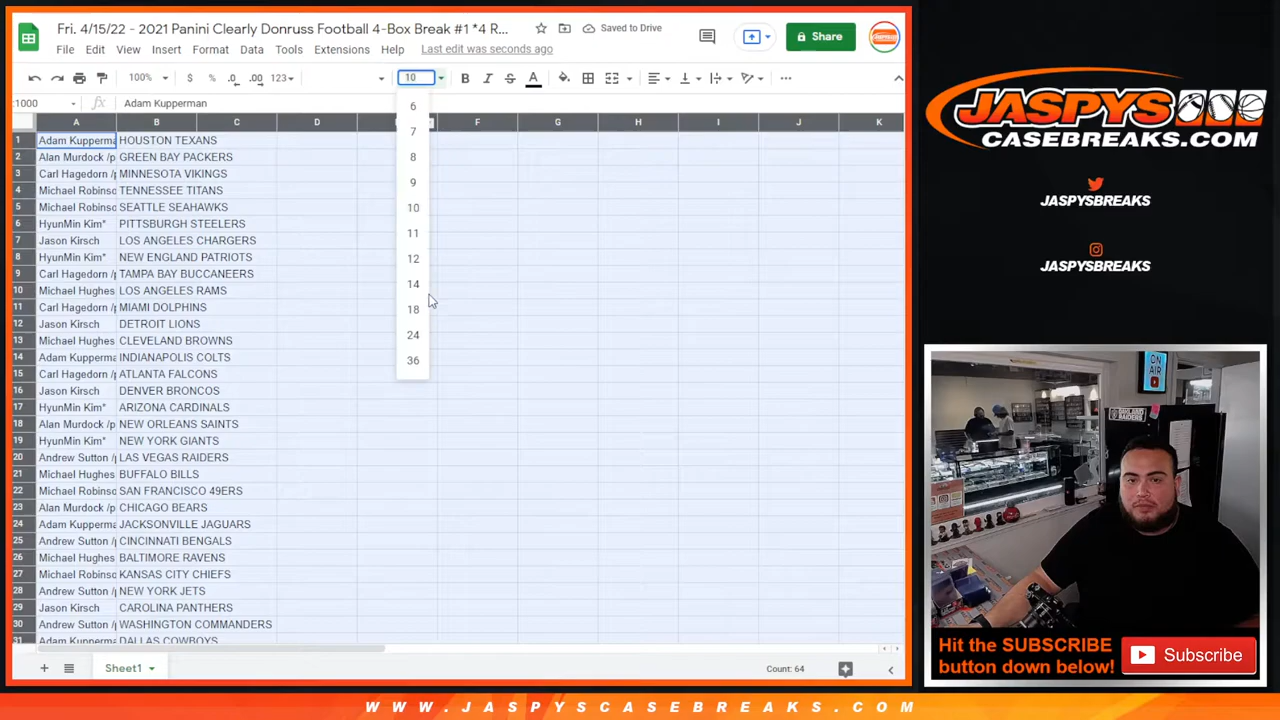 Fri. 4/15/22 - 2021 Panini Clearly Donruss Football 4-Box Break #1 *4 R...
Saved to Drive
Share
File Edit View Insert Format Data Tools Extensions Help Last edit was seconds ago
100% $ % .0 .00 123 10 B I S A
:1000 fx Adam Kupperman
A B C D F G H I J K
1 Adam Kupperma HOUSTON TEXANS
2 Alan Murdock /p GREEN BAY PACKERS
3 Carl Hagedorn /p MINNESOTA VIKINGS
4 Michael Robinso TENNESSEE TITANS
5 Michael Robinso SEATTLE SEAHAWKS
6 HyunMin Kim* PITTSBURGH STEELERS
7 Jason Kirsch LOS ANGELES CHARGERS
8 HyunMin Kim* NEW ENGLAND PATRIOTS
9 Carl Hagedorn /p TAMPA BAY BUCCANEERS
10 Michael Hughes LOS ANGELES RAMS
11 Carl Hagedorn /p MIAMI DOLPHINS
12 Jason Kirsch DETROIT LIONS
13 Michael Hughes CLEVELAND BROWNS
14 Adam Kupperma INDIANAPOLIS COLTS
15 Carl Hagedorn /p ATLANTA FALCONS
16 Jason Kirsch DENVER BRONCOS
17 HyunMin Kim* ARIZONA CARDINALS
18 Alan Murdock /p NEW ORLEANS SAINTS
19 HyunMin Kim* NEW YORK GIANTS
20 Andrew Sutton /p LAS VEGAS RAIDERS
21 Michael Hughes BUFFALO BILLS
22 Michael Robinso SAN FRANCISCO 49ERS
23 Alan Murdock /p CHICAGO BEARS
24 Adam Kupperma JACKSONVILLE JAGUARS
25 Andrew Sutton /p CINCINNATI BENGALS
26 Michael Hughes BALTIMORE RAVENS
27 Michael Robinso KANSAS CITY CHIEFS
28 Andrew Sutton /p NEW YORK JETS
29 Jason Kirsch CAROLINA PANTHERS
30 Andrew Sutton /p WASHINGTON COMMANDERS
31 Adam Kupperma DALLAS COWBOYS
6
7
8
9
10
11
12
14
18
24
36
Sheet1
Count: 64
JASPYS
CASEBREAKS.COM
JASPYSBREAKS
JASPYSBREAKS
ON
AIR
OAKLAND
RAIDERS
Hit the SUBSCRIBE
button down below!
Subscribe
WWW.JASPYSCASEBREAKS.COM